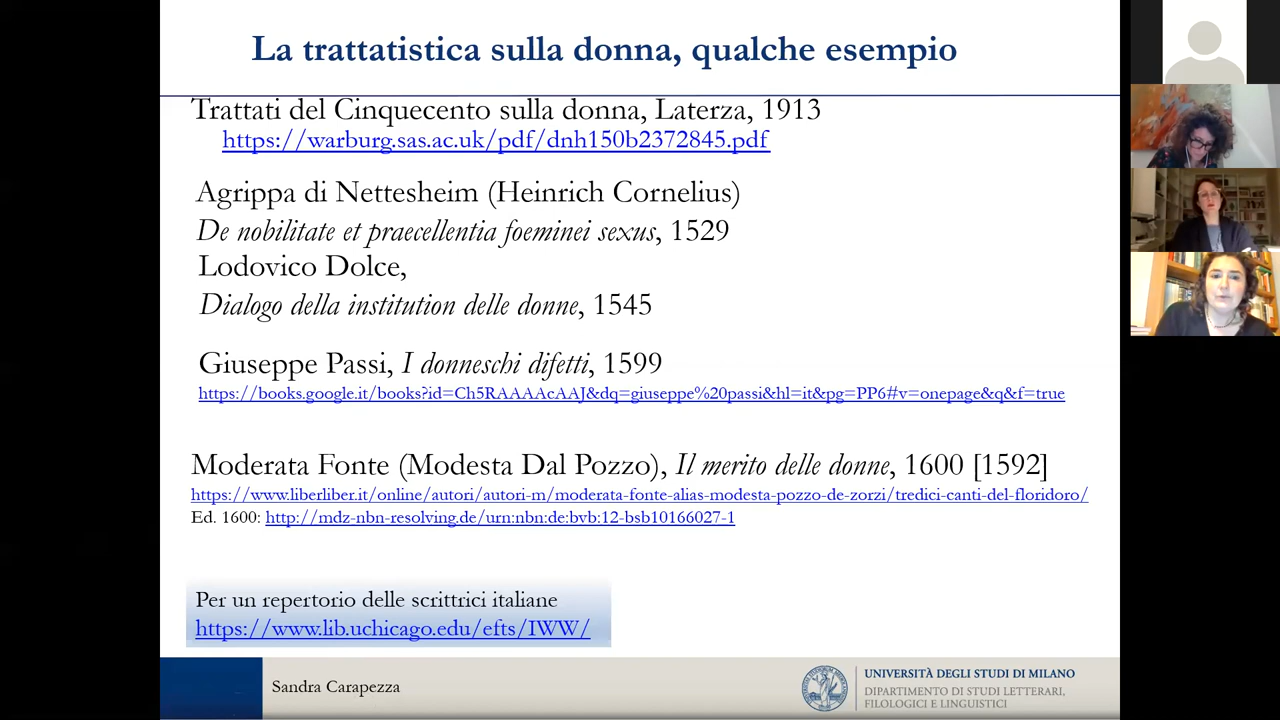 La trattatistica sulla donna, qualche esempio
Trattati del Cinquecento sulla donna, Laterza, 1913
https://warburg.sas.ac.uk/pdf/dnh150b2372845.pdf
Agrippa di Nettesheim (Heinrich Cornelius)
De nobilitate et praecellentia foeminei sexus, 1529
Lodovico Dolce,
Dialogo della institution delle donne, 1545
Giuseppe Passi, I donneschi difetti, 1599
https://books.google.it/books?id=Ch5RAAAAcAAJ&dq=giuseppe%20passi&hl=it&pg=PP6#v=onepage&q&f=true
Moderata Fonte (Modesta Dal Pozzo), Il merito delle donne, 1600 [1592]
https://www.liberliber.it/online/autori/autori-m/moderata-fonte-alias-modesta-pozzo-de-zorzi/tredici-canti-del-floridoro/
Ed. 1600: http://mdz-nbn-resolving.de/urn:nbn:de:bvb:12-bsb10166027-1
Per un repertorio delle scrittrici italiane
https://www.lib.uchicago.edu/efts/IWW/
Sandra Carapezza
UNIVERSITÀ DEGLI STUDI DI MILANO
DIPARTIMENTO DI STUDI LETTERARI,
FILOLOGICI E LINGUISTICI